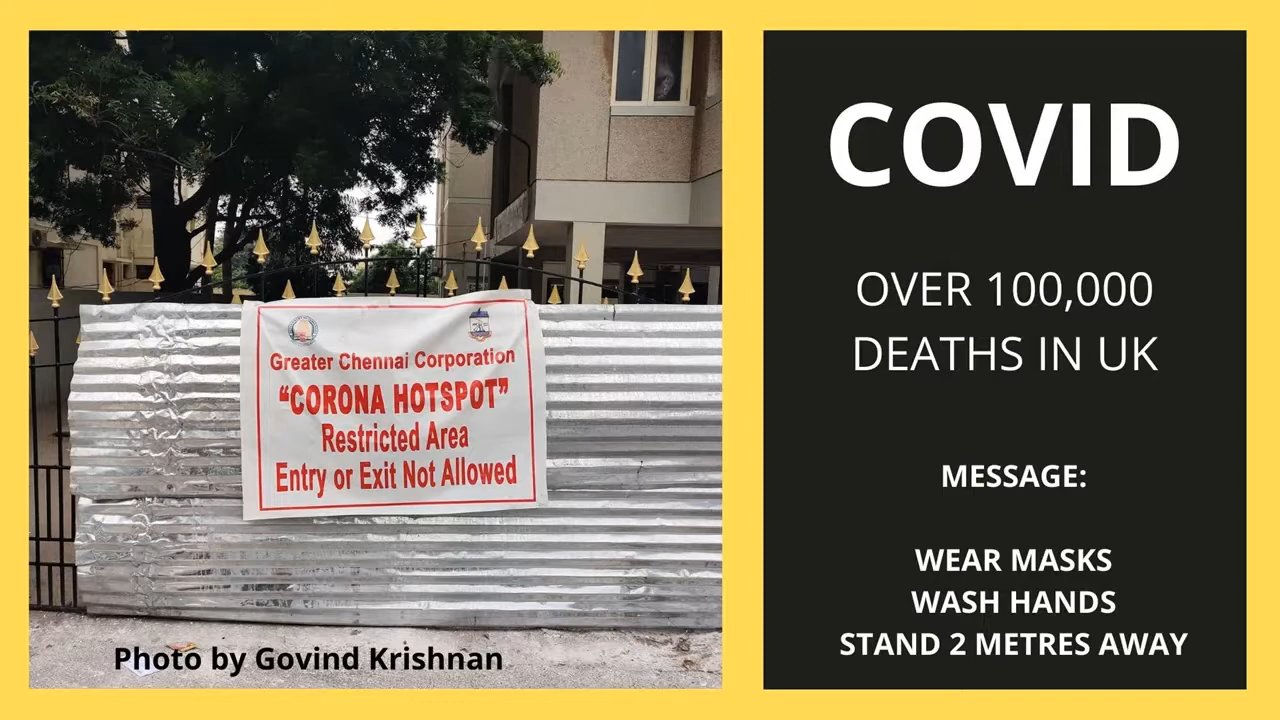 Greater Chennai Corporation
“CORONA HOTSPOT”
Restricted Area
Entry or Exit Not Allowed
Photo by Govind Krishnan
COVID
OVER 100,000
DEATHS IN UK
MESSAGE:
WEAR MASKS
WASH HANDS
STAND 2 METRES AWAY